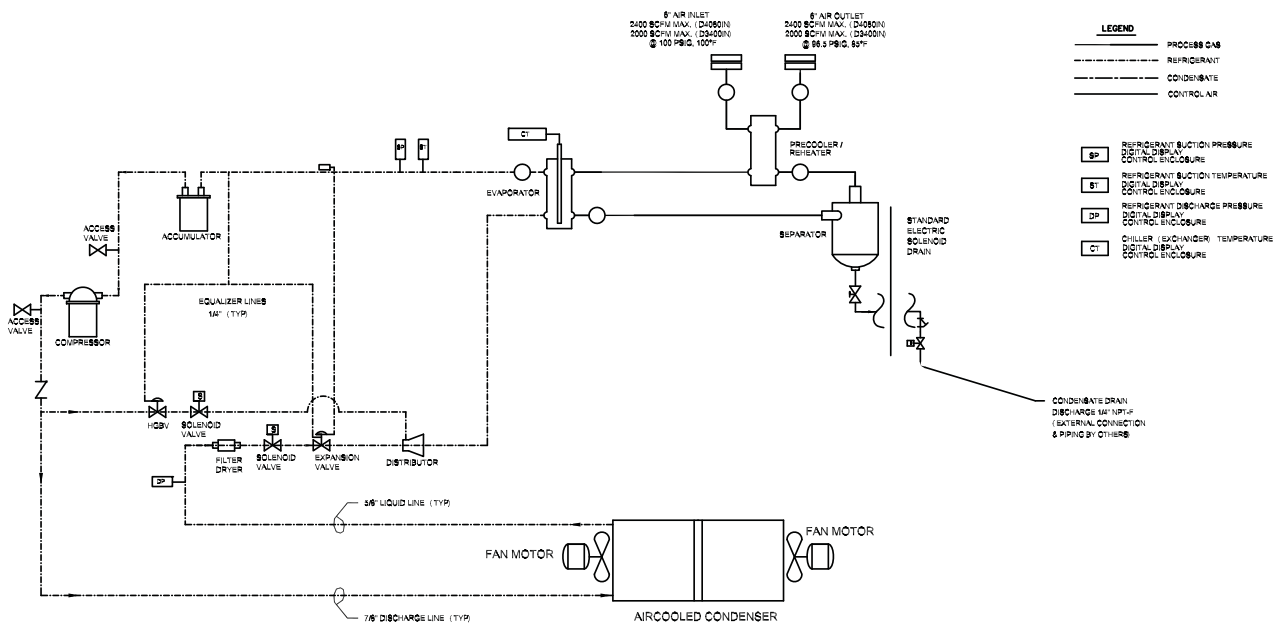 6" AIR INLET
2400 SCFM MAX. (D4080IN)
2000 SCFM MAX. (D3400IN)
@ 100 PSIG, 100°F
6" AIR OUTLET
2400 SCFM MAX. (D4080IN)
2000 SCFM MAX. (D3400IN)
@ 96.5 PSIG, 85°F
LEGEND
PROCESS GAS
REFRIGERANT
CONDENSATE
CONTROL AIR
SP
REFRIGERANT SUCTION PRESSURE
DIGITAL DISPLAY
CONTROL ENCLOSURE
ST
REFRIGERANT SUCTION TEMPERATURE
DIGITAL DISPLAY
CONTROL ENCLOSURE
DP
REFRIGERANT DISCHARGE PRESSURE
DIGITAL DISPLAY
CONTROL ENCLOSURE
CT
CHILLER (EXCHANGER) TEMPERATURE
DIGITAL DISPLAY
CONTROL ENCLOSURE
CT
SP
ST
PRECOOLER /
REHEATER
EVAPORATOR
SEPARATOR
STANDARD
ELECTRIC
SOLENOID
DRAIN
ACCUMULATOR
ACCESS
VALVE
ACCESS
VALVE
COMPRESSOR
EQUALIZER LINES
1/4" (TYP)
HGBV
S
SOLENOID
VALVE
FILTER
DRYER
S
SOLENOID
VALVE
EXPANSION
VALVE
DISTRIBUTOR
DP
CONDENSATE DRAIN
DISCHARGE 1/4" NPT-F
(EXTERNAL CONNECTION
& PIPING BY OTHERS)
5/8" LIQUID LINE (TYP)
FAN MOTOR
FAN MOTOR
7/8" DISCHARGE LINE (TYP)
AIRCOOLED CONDENSER